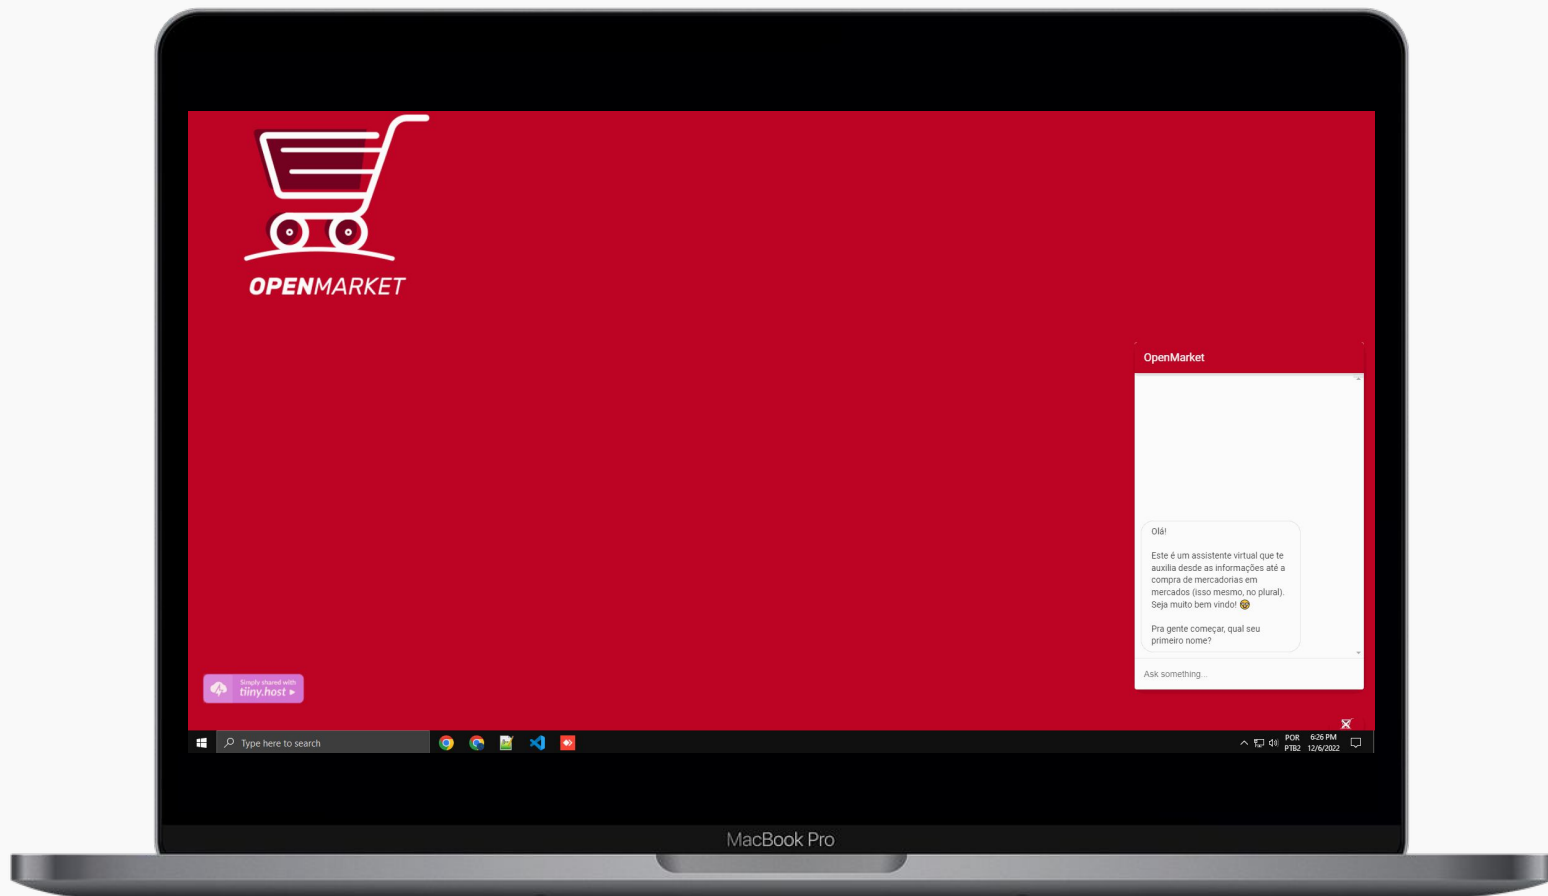 OPENMARKET
OpenMarket
Olá!
Este é um assistente virtual que te
auxilia desde as informações até a
compra de mercadorias em
mercados (isso mesmo, no plural).
Seja muito bem vindo!
Pra gente começar, qual seu
primeiro nome?
Ask something...
Simply shared with
tiiny.host
Type here to search
POR
PTB2
6:26 PM
12/6/2022
MacBook Pro